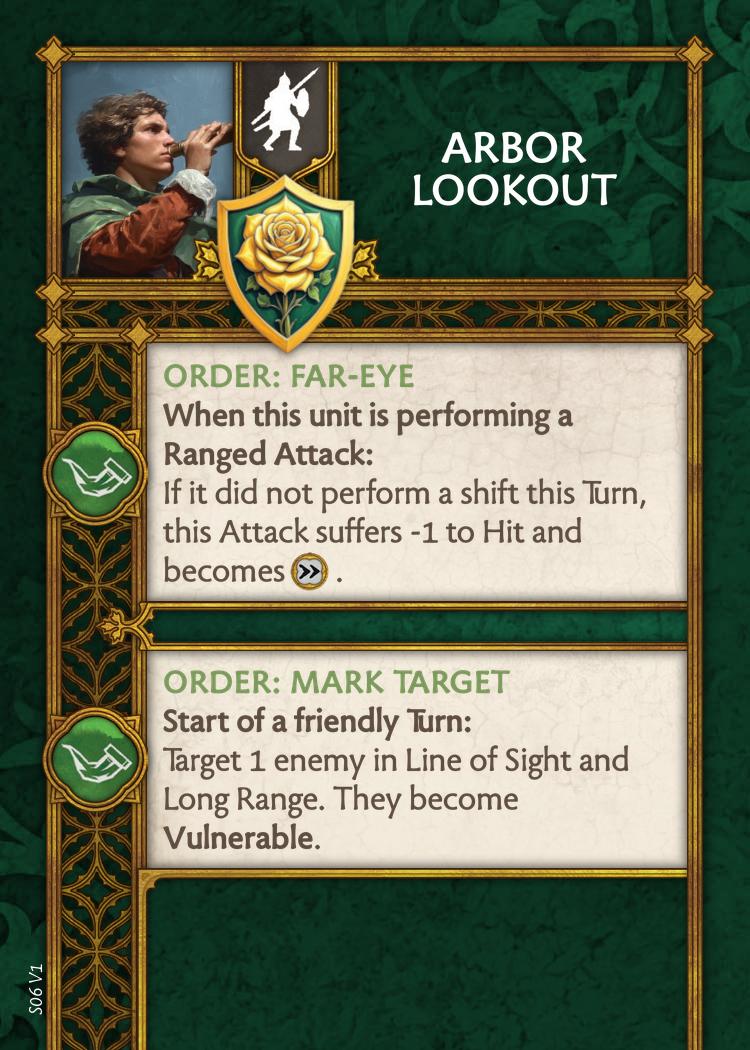 ARBOR
LOOKOUT
ORDER: FAR-EYE
When this unit is performing a
Ranged Attack:
If it did not perform a shift this Turn,
this Attack suffers -1 to Hit and
becomes .
ORDER: MARK TARGET
Start of a friendly Turn:
Target 1 enemy in Line of Sight and
Long Range. They become
Vulnerable.
S06 V1